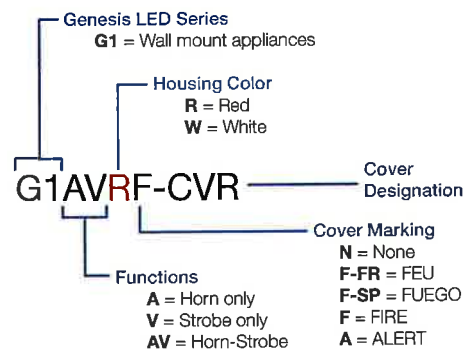 Genesis LED Series
G1 = Wall mount appliances
Housing Color
R = Red
W = White
G1AVRF-CVR
Cover
Designation
Cover Marking
N = None
F-FR = FEU
F-SP = FUEGO
F = FIRE
A = ALERT
Functions
A = Horn only
V = Strobe only
AV = Horn-Strobe